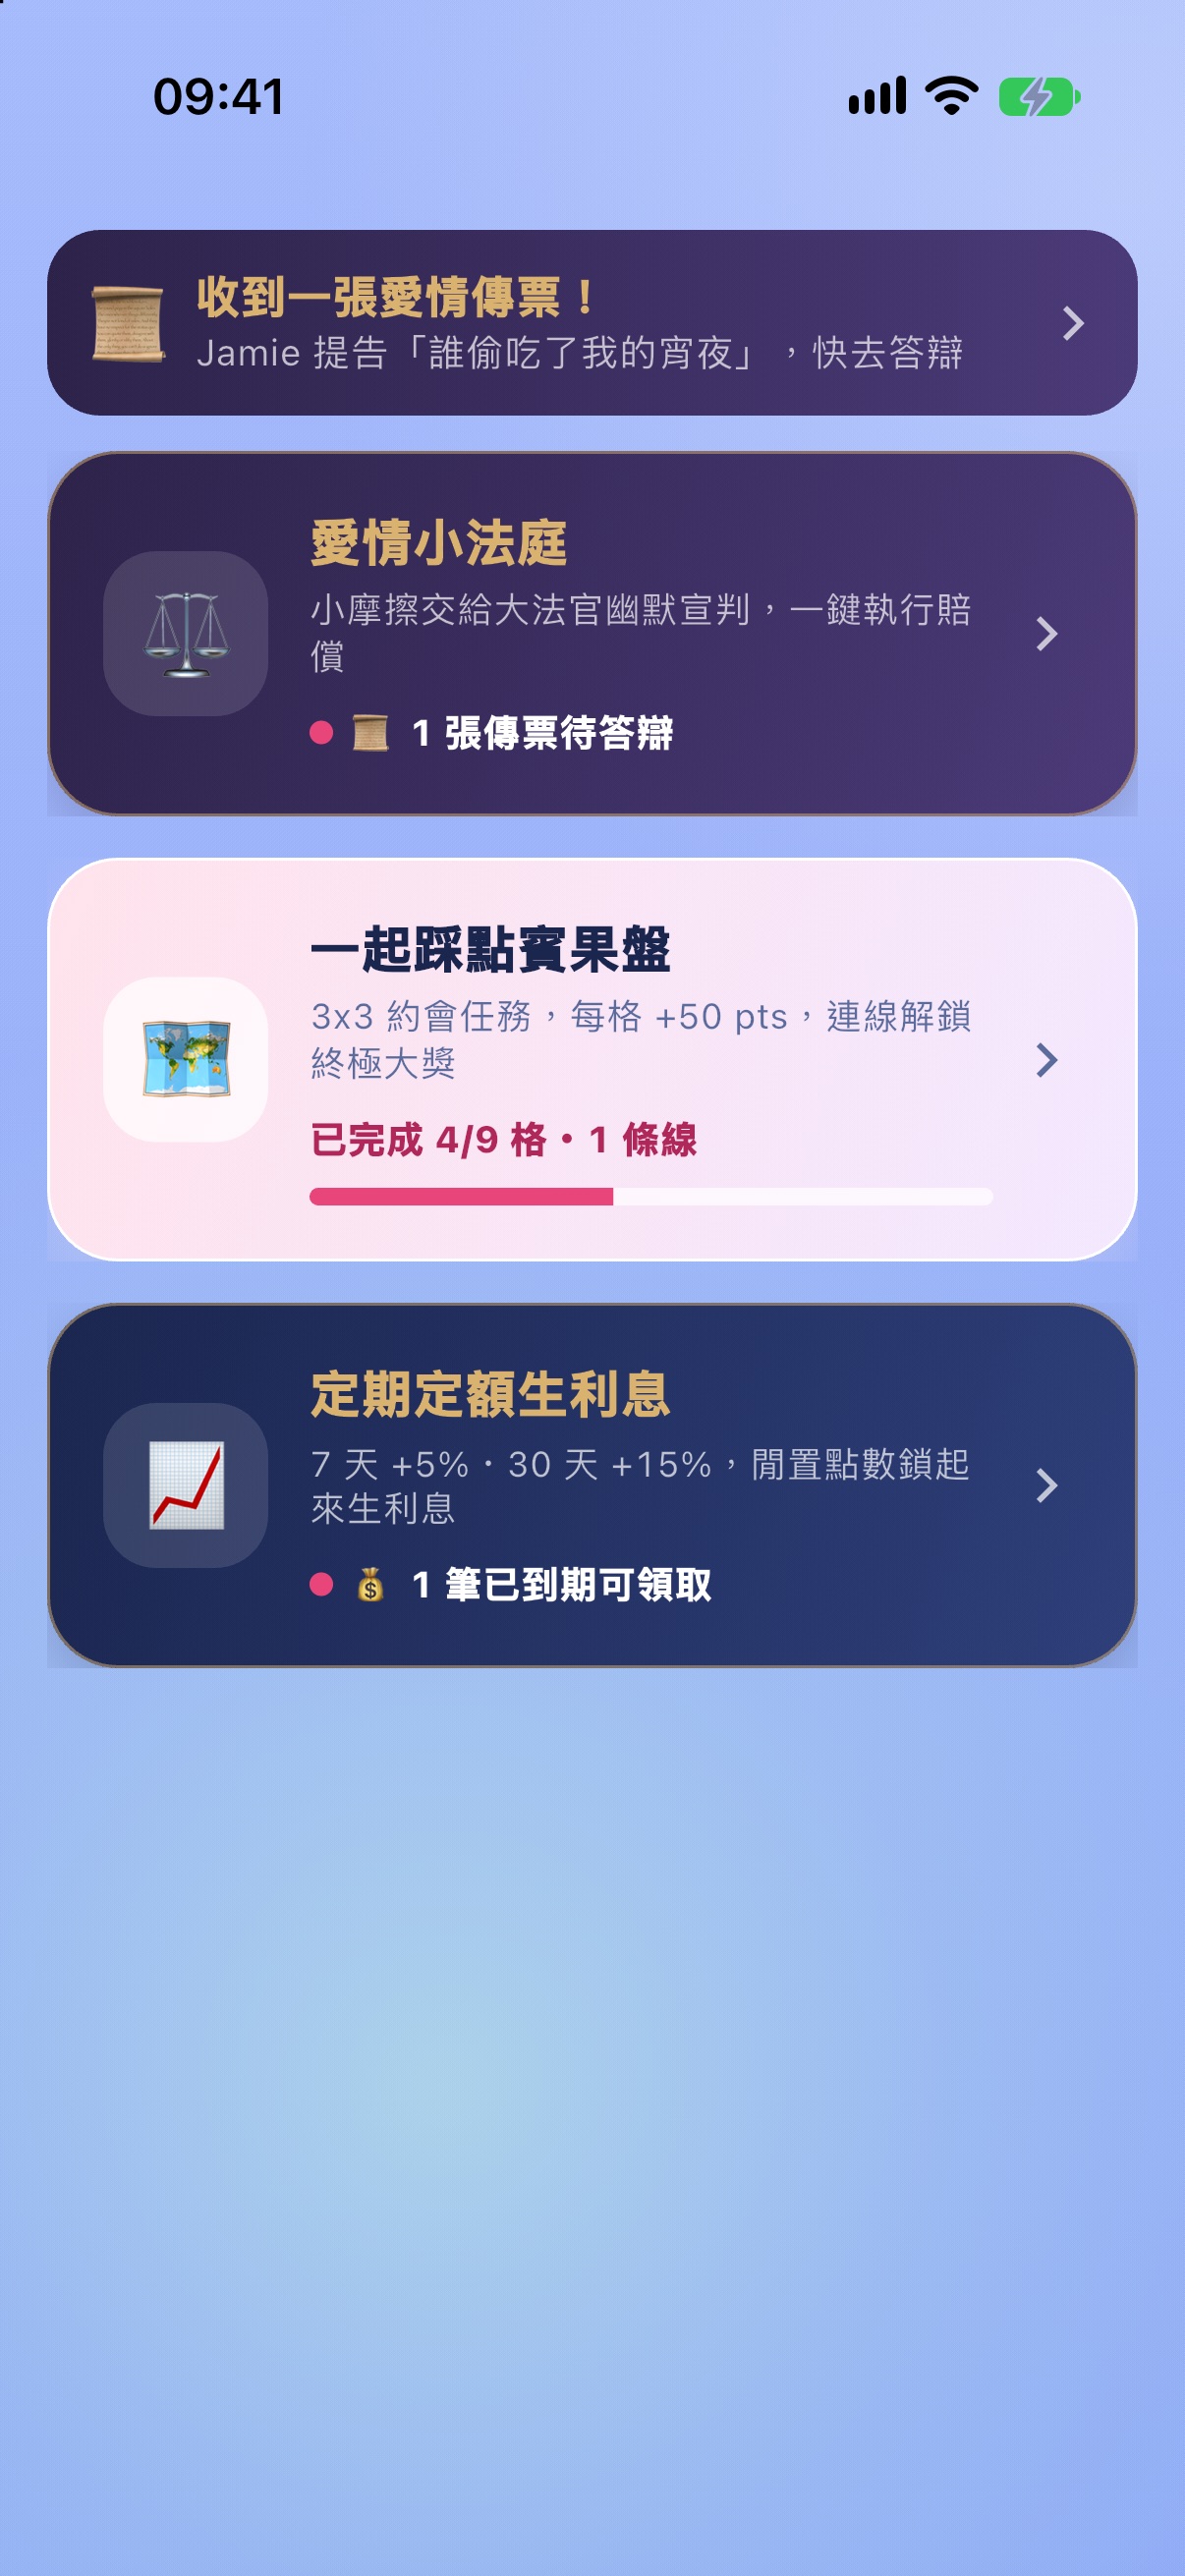 09:41
收到一張愛情傳票！
Jamie 提告「誰偷吃了我的宵夜」，快去答辯
愛情小法庭
小摩擦交給大法官幽默宣判，一鍵執行賠
償
1 張傳票待答辯
一起踩點賓果盤
3x3 約會任務，每格 +50 pts，連線解鎖
終極大獎
已完成 4/9 格・1 條線
定期定額生利息
7 天 +5%・30 天 +15%，閒置點數鎖起
來生利息
1 筆已到期可領取